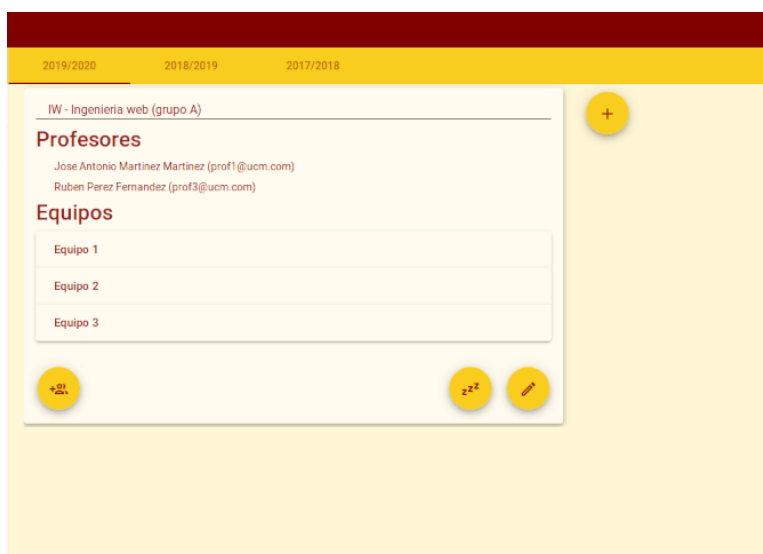 2019/2020 2018/2019 2017/2018
IW - Ingenieria web (grupo A)
+
Profesores
Jose Antonio Martinez Martinez (prof1@ucm.com)
Ruben Perez Fernandez (prof3@ucm.com)
Equipos
Equipo 1
Equipo 2
Equipo 3
zzz